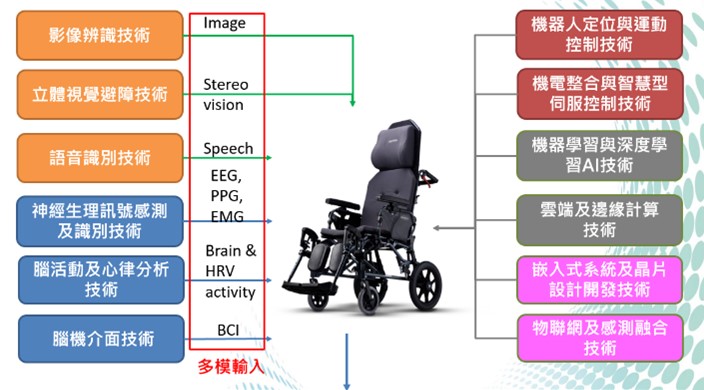 影像辨識技術
Image
立體視覺避障技術
Stereo
vision
語音識別技術
Speech
神經生理訊號感測
及識別技術
EEG,
PPG,
EMG
腦活動及心律分析
技術
Brain &
HRV
activity
腦機介面技術
BCI
多模輸入
機器人定位與運動
控制技術
機電整合與智慧型
伺服控制技術
機器學習與深度學
習AI技術
雲端及邊緣計算
技術
嵌入式系統及晶片
設計開發技術
物聯網及感測融合
技術